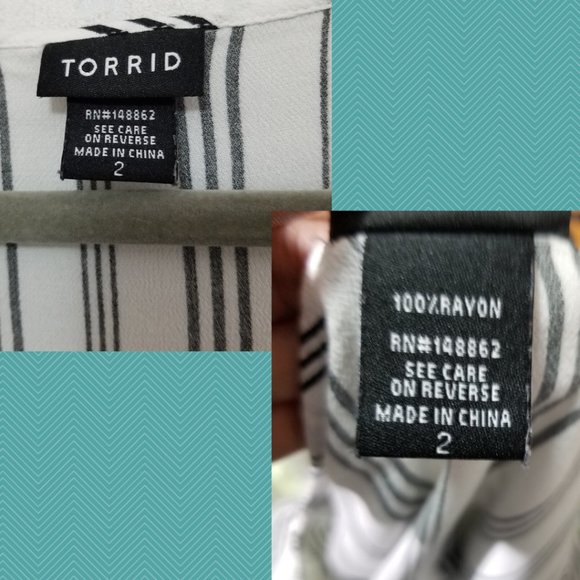 TORRID
RN#148862
SEE CARE
ON REVERSE
MADE IN CHINA
2
100%RAYON
RN#148862
SEE CARE
ON REVERSE
MADE IN CHINA
2